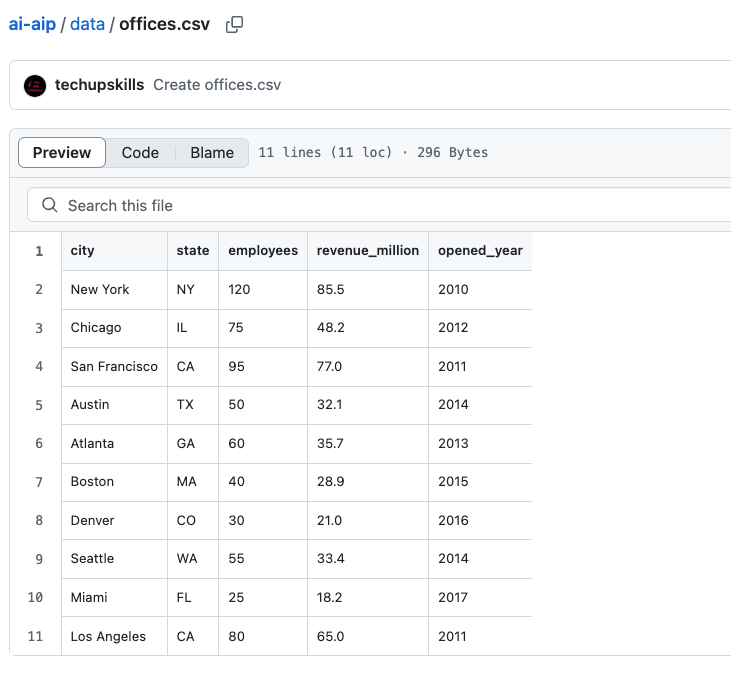 ai-aip / data / offices.csv
techupskills Create offices.csv
Preview Code Blame 11 lines (11 loc) · 296 Bytes
Search this file
1 city state employees revenue_million opened_year
2 New York NY 120 85.5 2010
3 Chicago IL 75 48.2 2012
4 San Francisco CA 95 77.0 2011
5 Austin TX 50 32.1 2014
6 Atlanta GA 60 35.7 2013
7 Boston MA 40 28.9 2015
8 Denver CO 30 21.0 2016
9 Seattle WA 55 33.4 2014
10 Miami FL 25 18.2 2017
11 Los Angeles CA 80 65.0 2011